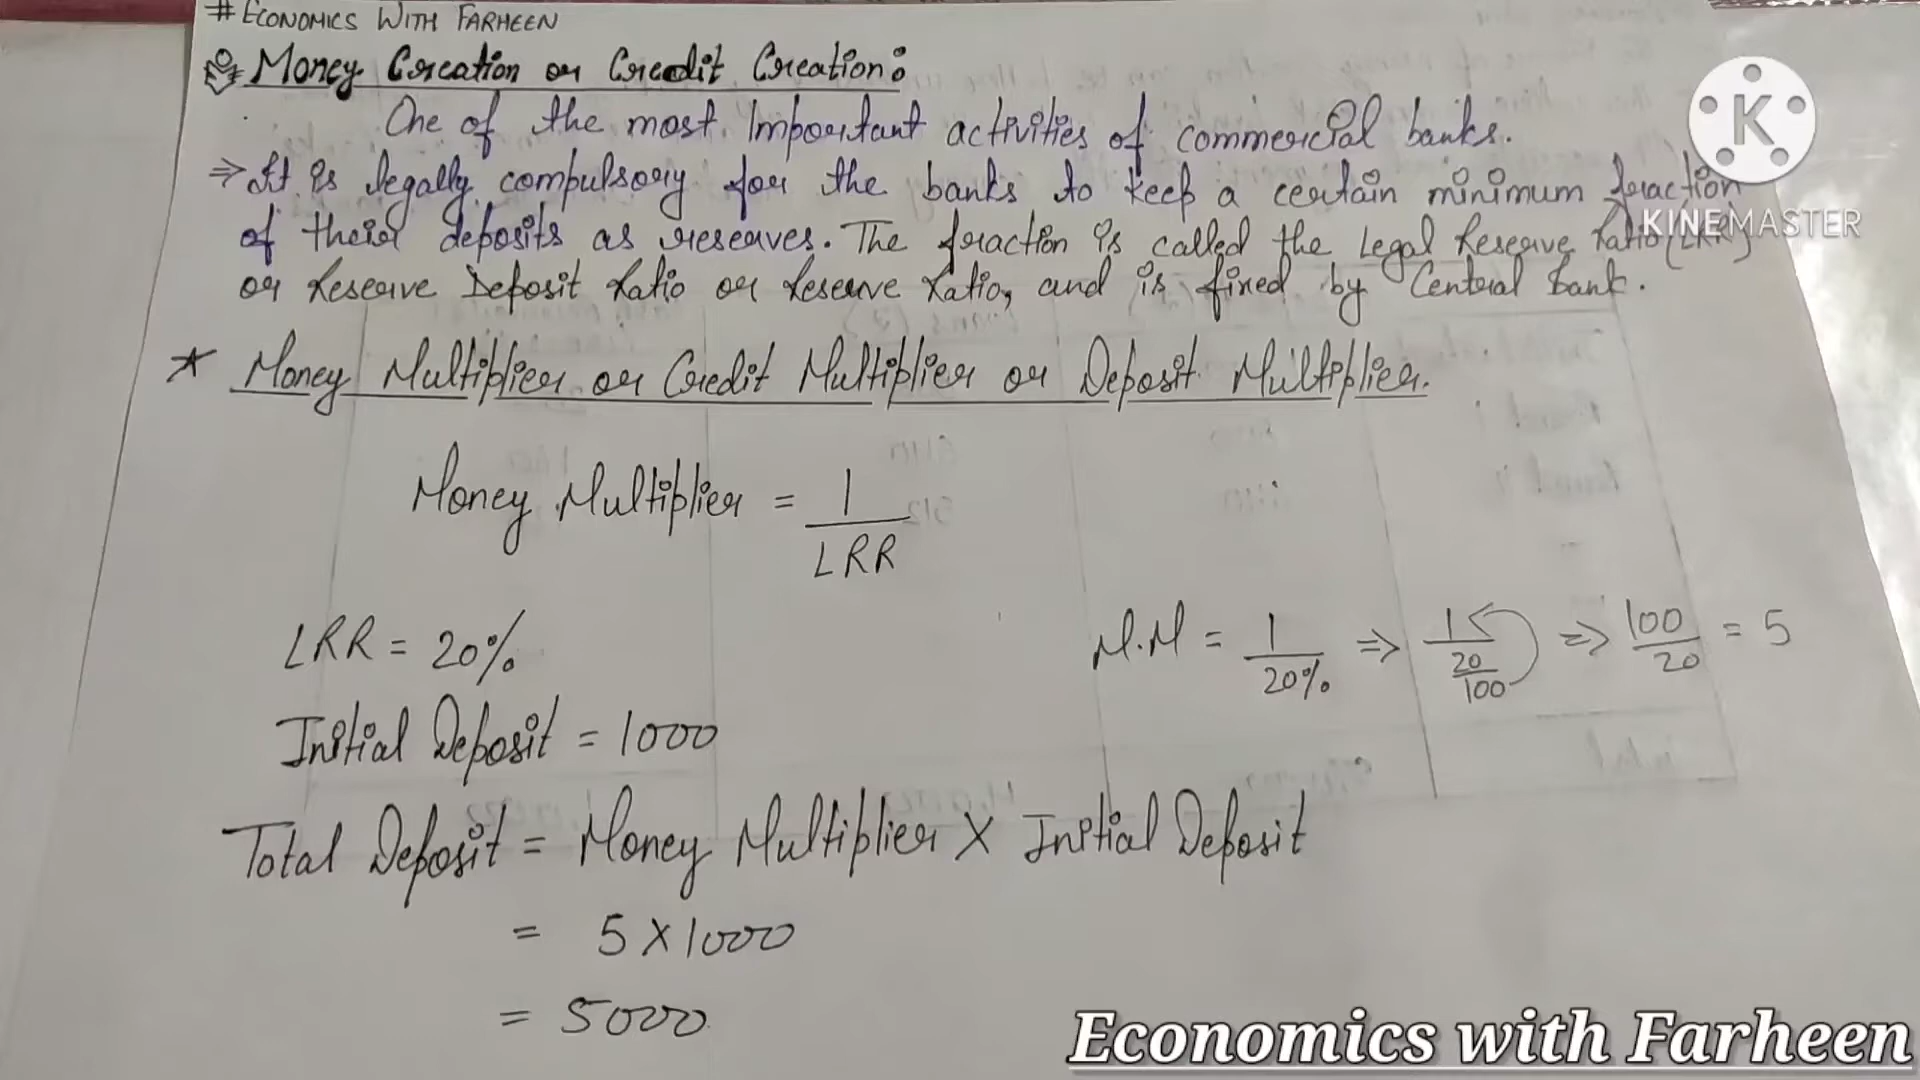 # ECONOMICS WITH FARHEEN
Money Creation or Credit Creation:
One of the most Important activities of commercial banks.
⇒ It is legally compulsory for the banks to keep a certain minimum fraction
of their deposits as reserves. The fraction is called the Legal Reserve Ratio (LRR)
or Reserve Deposit Ratio or Reserve Ratio, and is fixed by Central Bank.
K
KINEMASTER
* Money Multiplier or Credit Multiplier or Deposit Multiplier.
Money Multiplier = 1/LRR
LRR = 20%
M.M = 1/20% ⇒ 1/(20/100) ⇒ 100/20 = 5
Initial Deposit = 1000
Total Deposit = Money Multiplier X Initial Deposit
= 5 X 1000
= 5000
Economics with Farheen